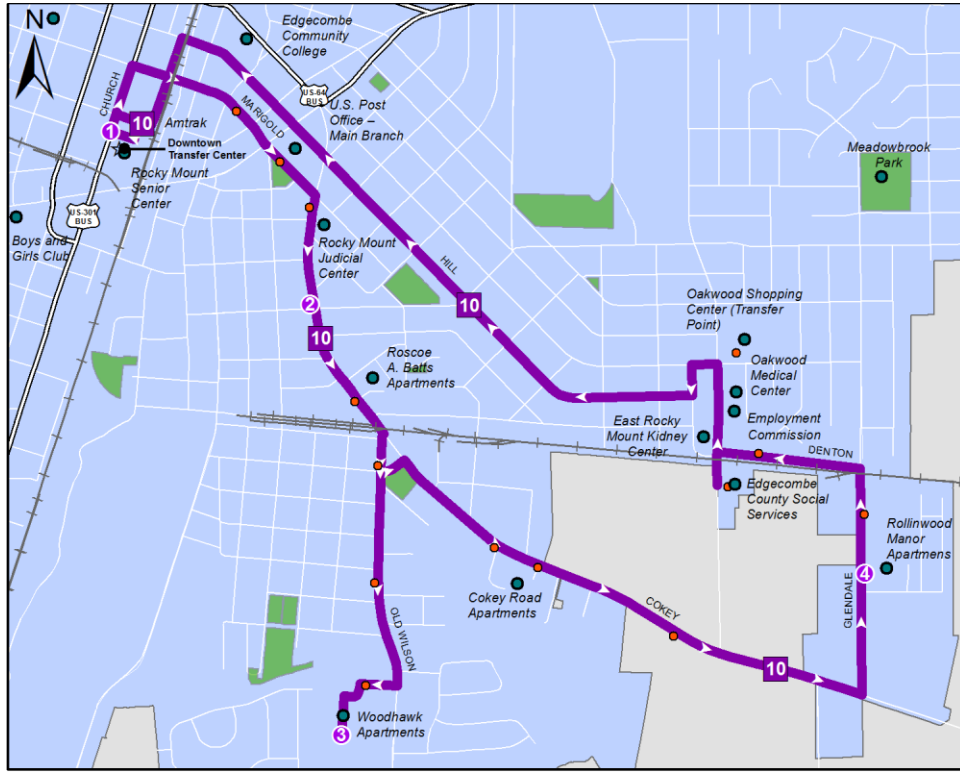 N
Edgecombe
Community
College
US-64
BUS
CHURCH
MARIGOLD
U.S. Post
Office –
Main Branch
1
10
Amtrak
Downtown
Transfer Center
Rocky Mount
Senior
Center
Meadowbrook
Park
US-301
BUS
Boys and
Girls Club
Rocky Mount
Judicial
Center
HILL
2
10
10
Oakwood Shopping
Center (Transfer
Point)
Roscoe
A. Batts
Apartments
Oakwood
Medical
Center
East Rocky
Mount Kidney
Center
Employment
Commission
DENTON
Edgecombe
County Social
Services
Rollinwood
Manor
Apartmens
4
Cokey Road
Apartments
COKEY
GLENDALE
OLD WILSON
10
Woodhawk
Apartments
3